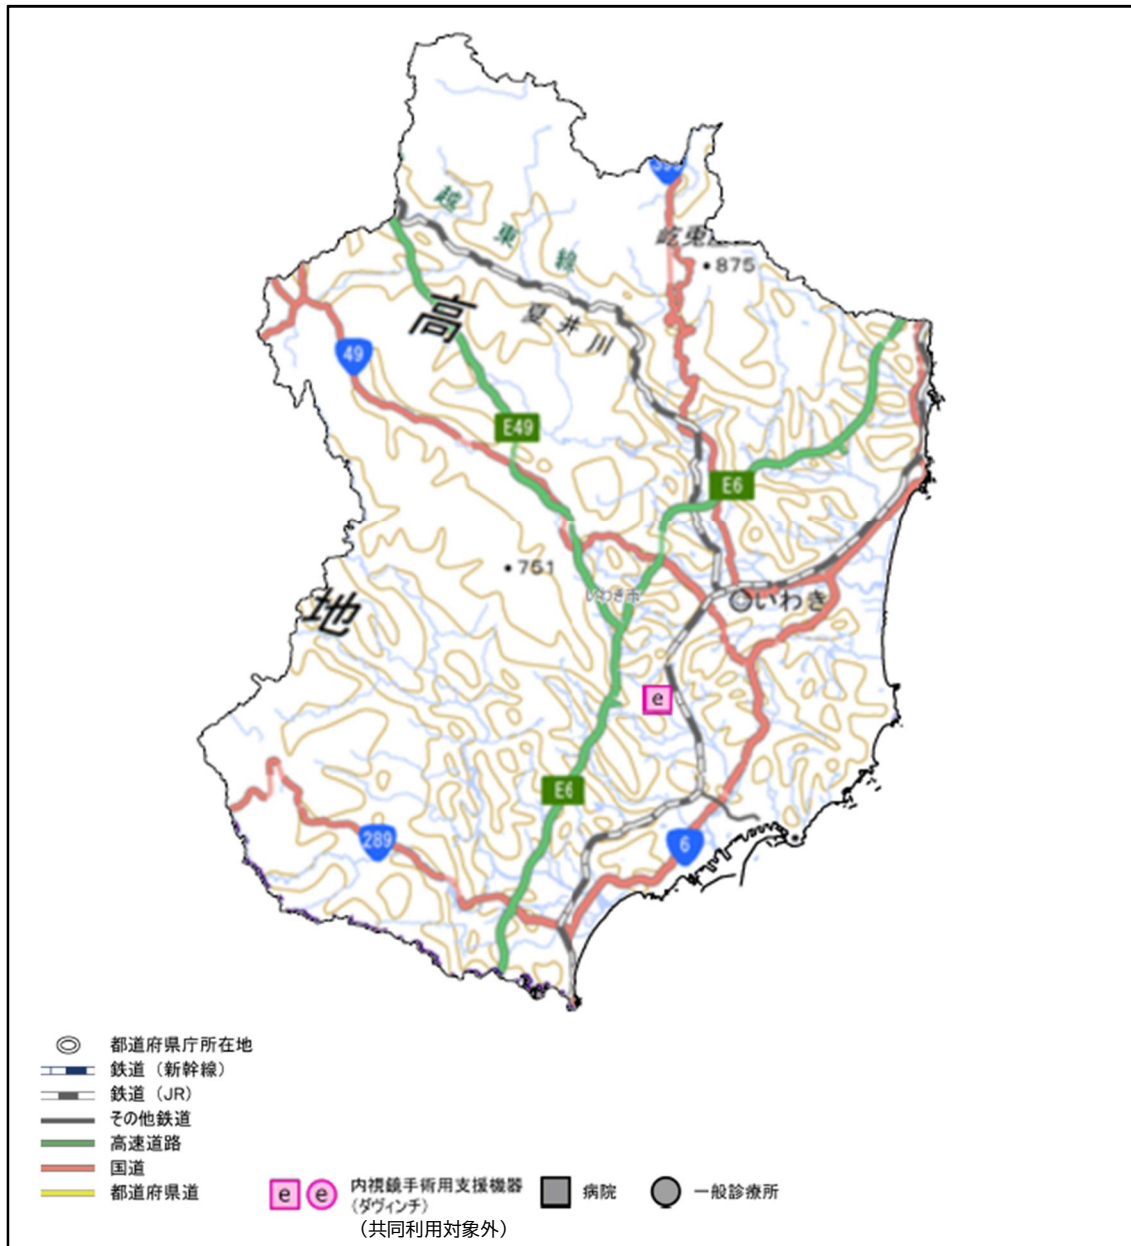 越東線
875
高
夏井川
49
E49
E6
751
いわき市
いわき
地
e
E6
289
6
都道府県庁所在地
鉄道（新幹線）
鉄道（JR）
その他鉄道
高速道路
国道
都道府県道
e e 内視鏡手術用支援機器
（ダヴィンチ）
（共同利用対象外）
病院
一般診療所